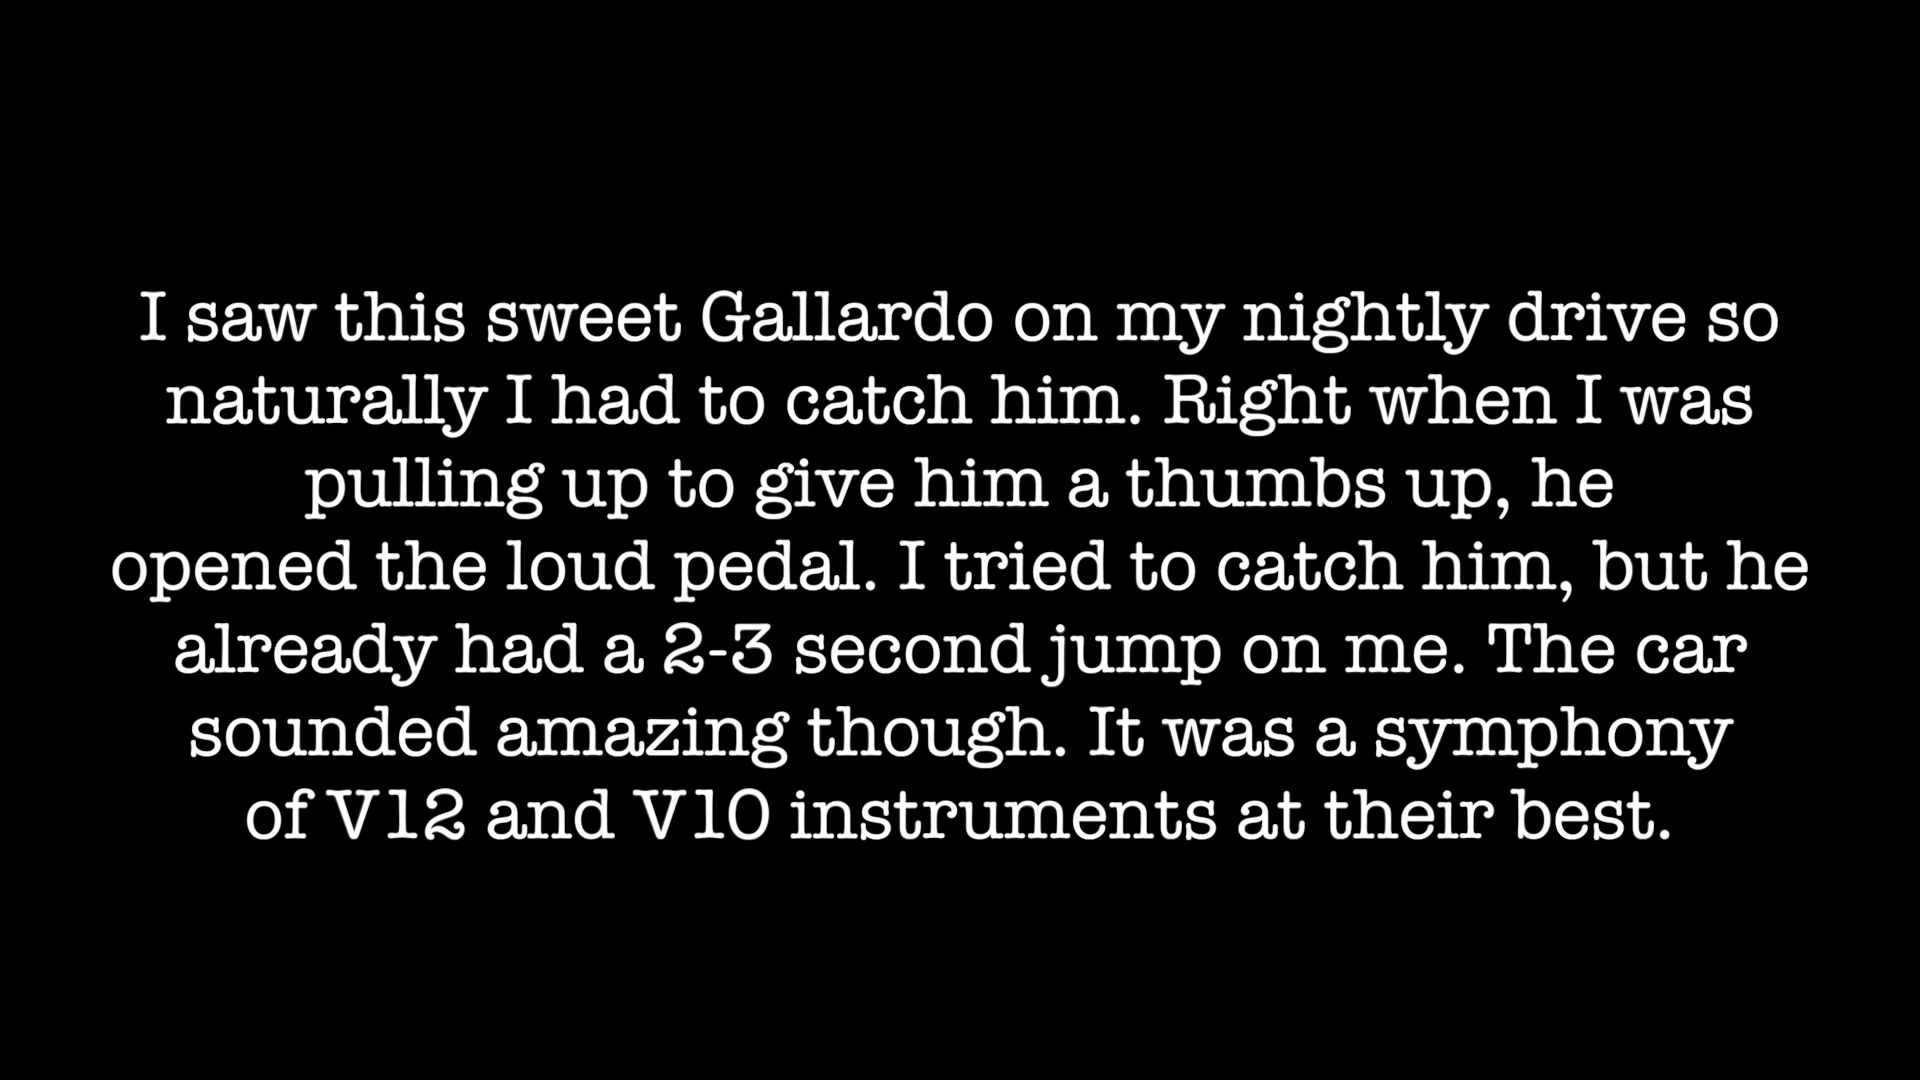 I saw this sweet Gallardo on my nightly drive so
naturally I had to catch him. Right when I was
pulling up to give him a thumbs up, he
opened the loud pedal. I tried to catch him, but he
already had a 2-3 second jump on me. The car
sounded amazing though. It was a symphony
of V12 and V10 instruments at their best.